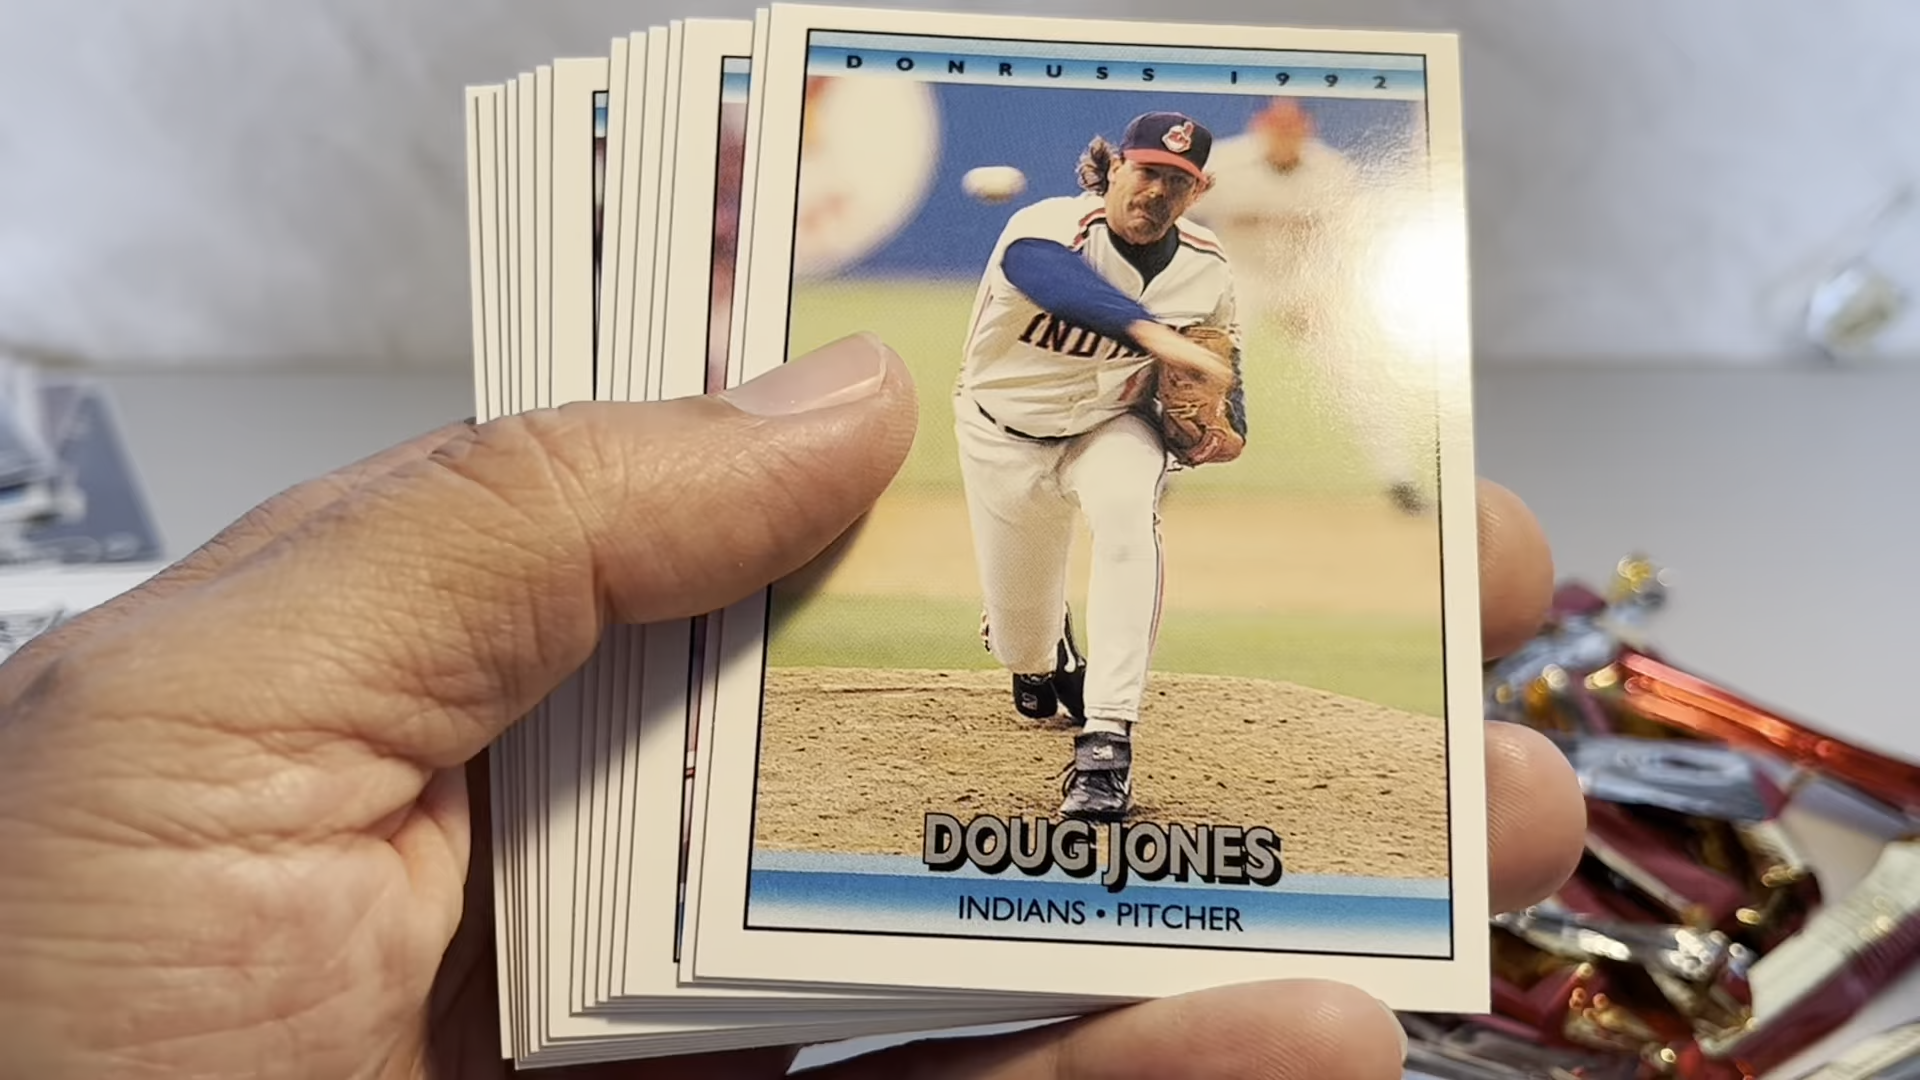 DONRUSS 1992
INDI
DOUG JONES
INDIANS • PITCHER